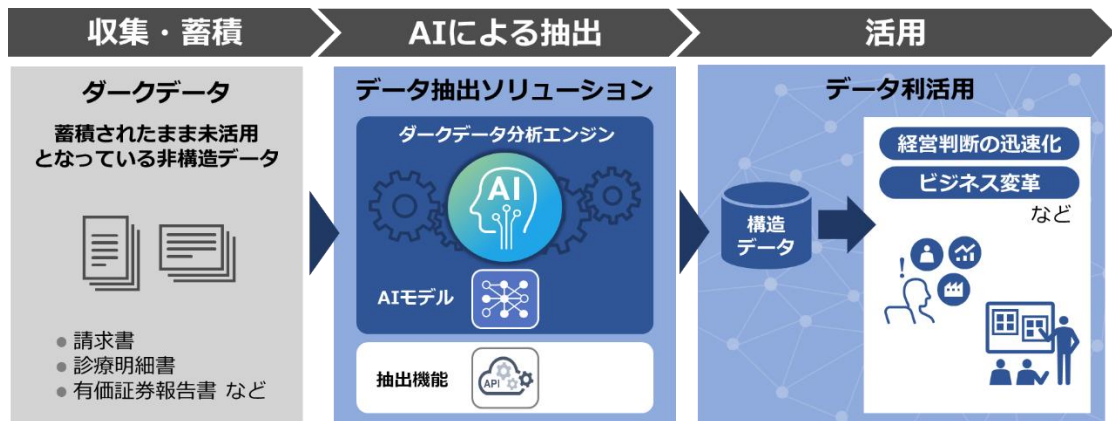 収集・蓄積
AIによる抽出
活用
ダークデータ
蓄積されたまま未活用
となっている非構造データ
● 請求書
● 診療明細書
● 有価証券報告書 など
データ抽出ソリューション
ダークデータ分析エンジン
AI
AIモデル
抽出機能
API
データ利活用
構造
データ
経営判断の迅速化
ビジネス変革
など
!